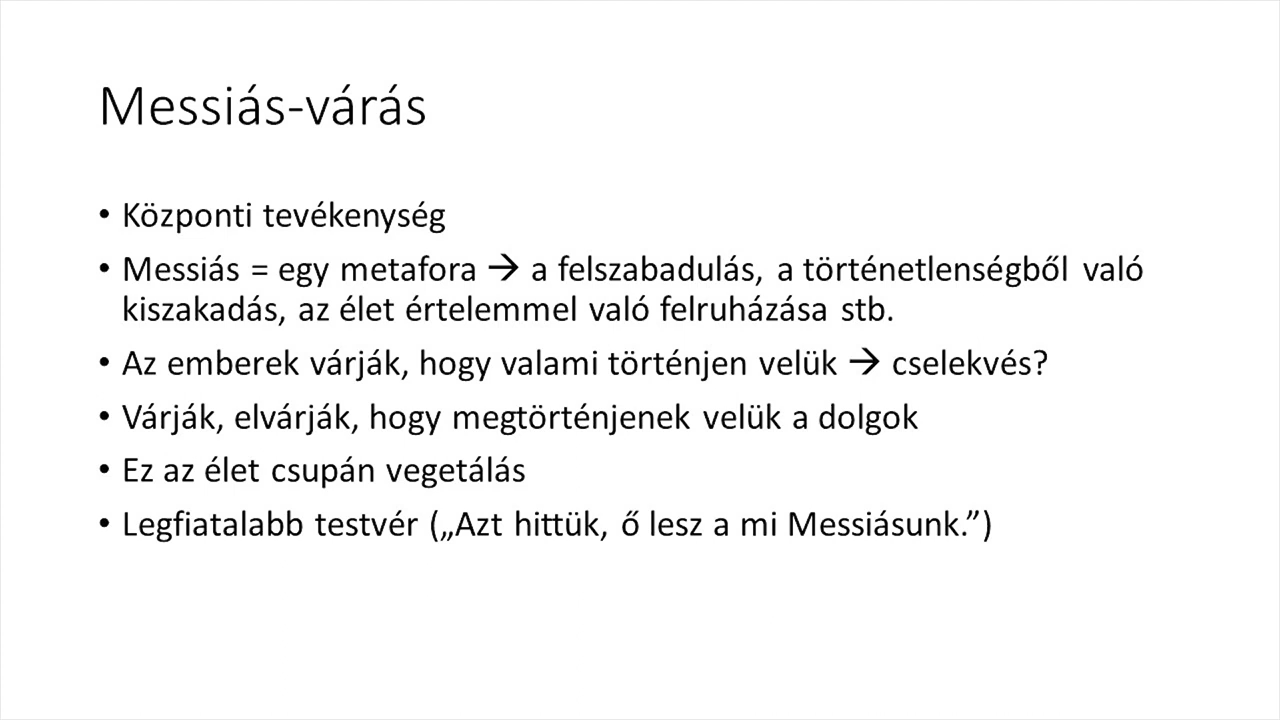 Messiás-várás
• Központi tevékenység
• Messiás = egy metafora → a felszabadulás, a történetlenségből való
kiszakadás, az élet értelemmel való felruházása stb.
• Az emberek várják, hogy valami történjen velük → cselekvés?
• Várják, elvárják, hogy megtörténjenek velük a dolgok
• Ez az élet csupán vegetálás
• Legfiatalabb testvér („Azt hittük, ő lesz a mi Messiásunk.”)